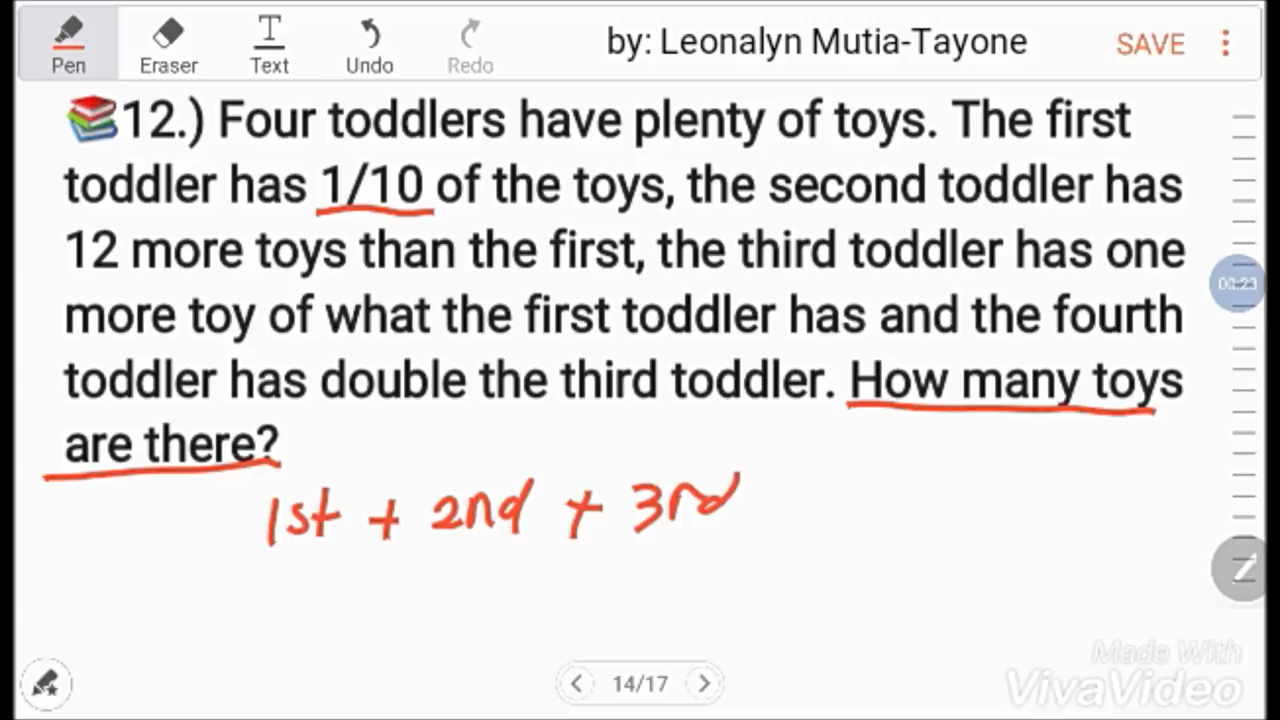 Pen Eraser Text Undo Redo by: Leonalyn Mutia-Tayone SAVE
12.) Four toddlers have plenty of toys. The first
toddler has 1/10 of the toys, the second toddler has
12 more toys than the first, the third toddler has one
more toy of what the first toddler has and the fourth
toddler has double the third toddler. How many toys
are there?
1st + 2nd + 3rd
00:23
14/17
Made With
VivaVideo